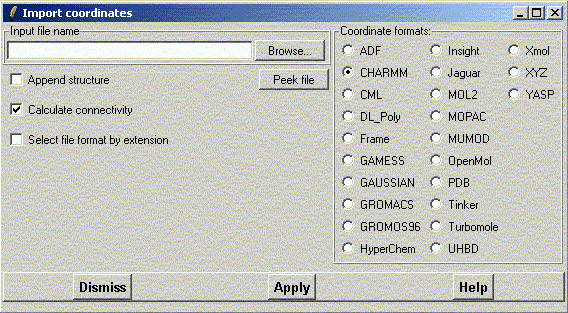 Import coordinates
Input file name
Browse...
Append structure
Peek file
Calculate connectivity
Select file format by extension
Coordinate formats:
ADF
CHARMM
CML
DL_Poly
Frame
GAMESS
GAUSSIAN
GROMACS
GROMOS96
HyperChem
Insight
Jaguar
MOL2
MOPAC
MUMOD
OpenMol
PDB
Tinker
Turbomole
UHBD
Xmol
XYZ
YASP
Dismiss
Apply
Help